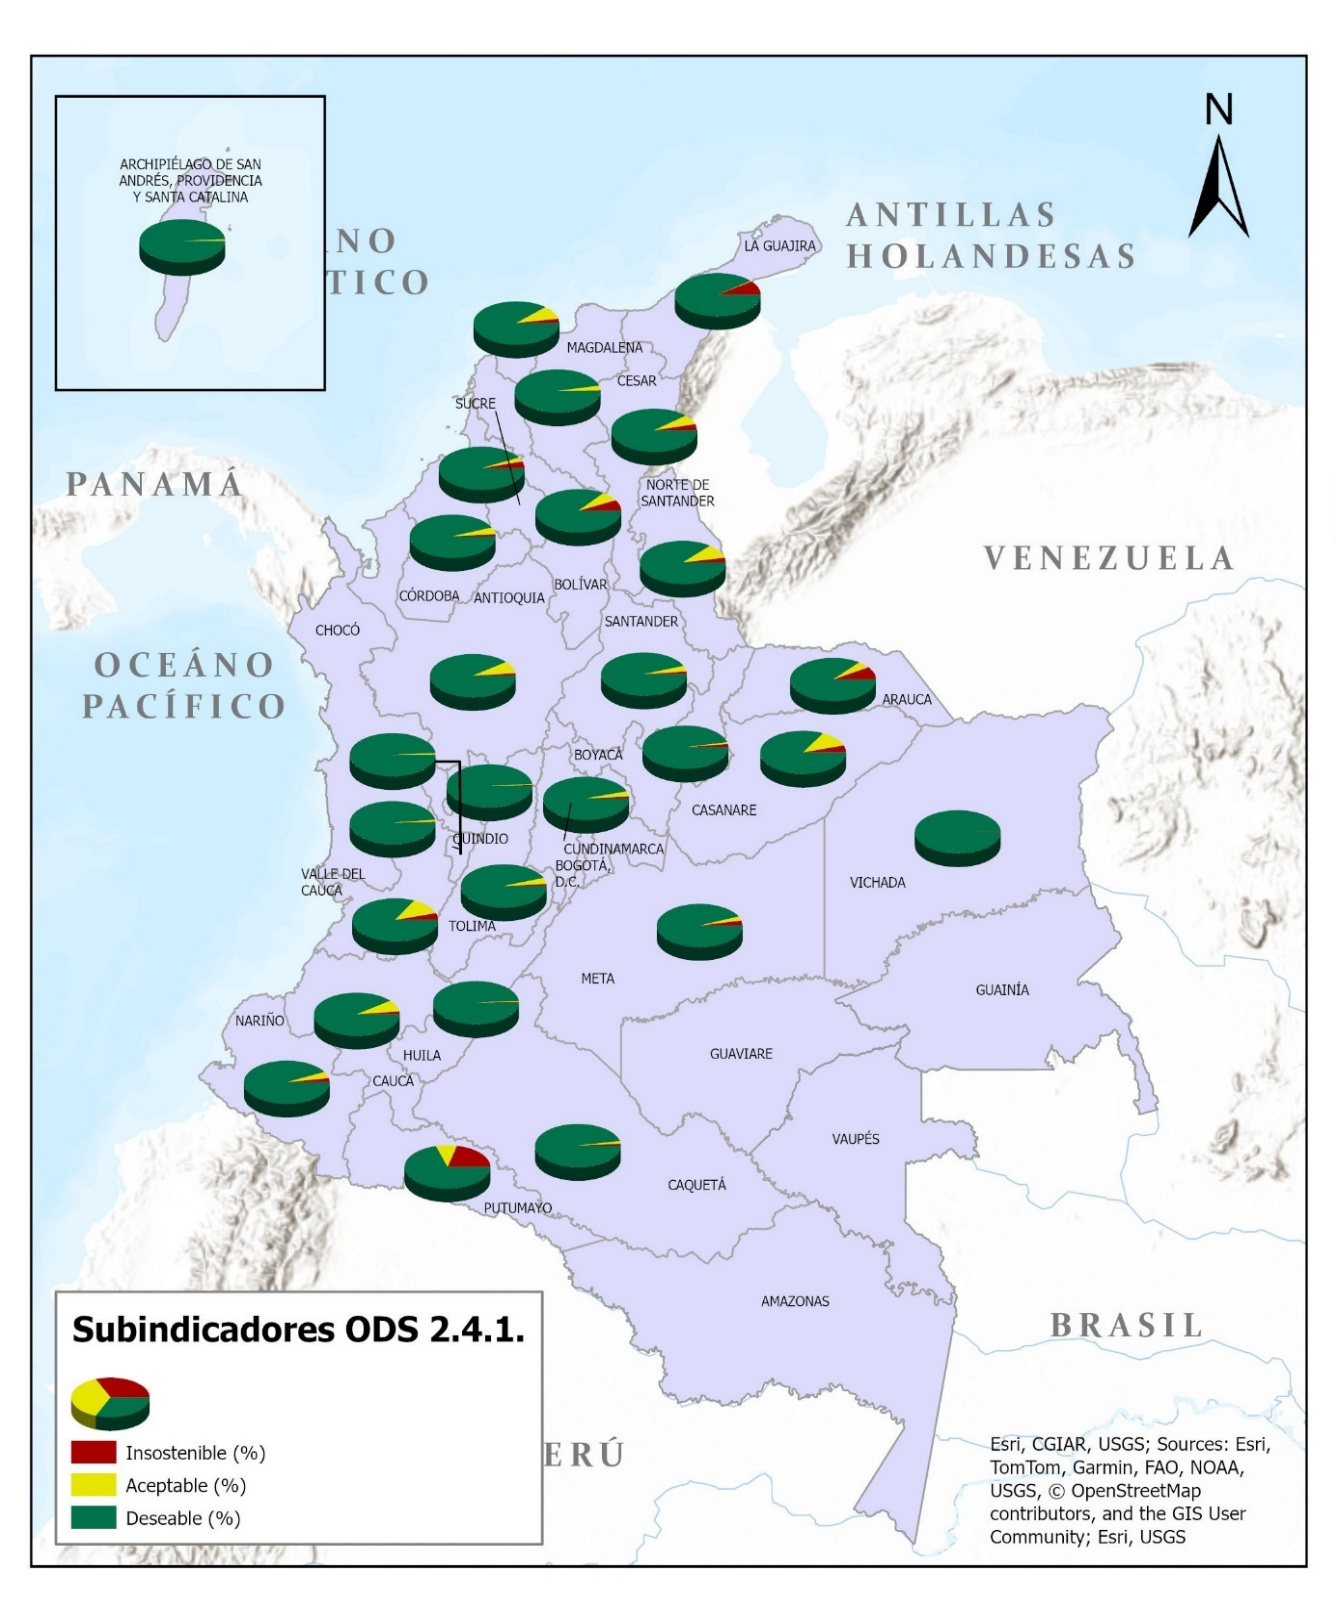 N
ARCHIPIÉLAGO DE SAN
ANDRÉS, PROVIDENCIA
Y SANTA CATALINA
NO
TICO
ANTILLAS
HOLANDESAS
LA GUAJIRA
MAGDALENA
CESAR
SUCRE
PANAMÁ
NORTE DE
SANTANDER
VENEZUELA
BOLÍVAR
CÓRDOBA
ANTIOQUIA
SANTANDER
CHOCÓ
OCEÁNO
PACÍFICO
ARAUCA
BOYACÁ
CASANARE
QUINDIO
CUNDINAMARCA
BOGOTÁ,
D.C.
VALLE DEL
CAUCA
VICHADA
TOLIMA
META
GUAINÍA
NARIÑO
GUAVIARE
HUILA
CAUCA
VAUPÉS
CAQUETÁ
PUTUMAYO
AMAZONAS
BRASIL
ERÚ
Subindicadores ODS 2.4.1.
Insostenible (%)
Aceptable (%)
Deseable (%)
Esri, CGIAR, USGS; Sources: Esri,
TomTom, Garmin, FAO, NOAA,
USGS, © OpenStreetMap
contributors, and the GIS User
Community; Esri, USGS